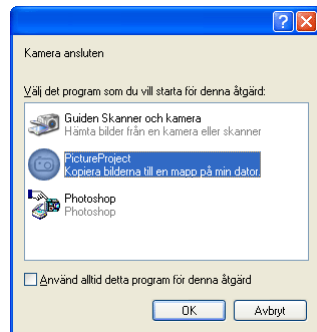 Kamera ansluten
Välj det program som du vill starta för denna åtgärd:
Guiden Skanner och kamera
Hämta bilder från en kamera eller skanner
PictureProject
Kopiera bilderna till en mapp på min dator.
Photoshop
Photoshop
Använd alltid detta program för denna åtgärd
OK
Avbryt